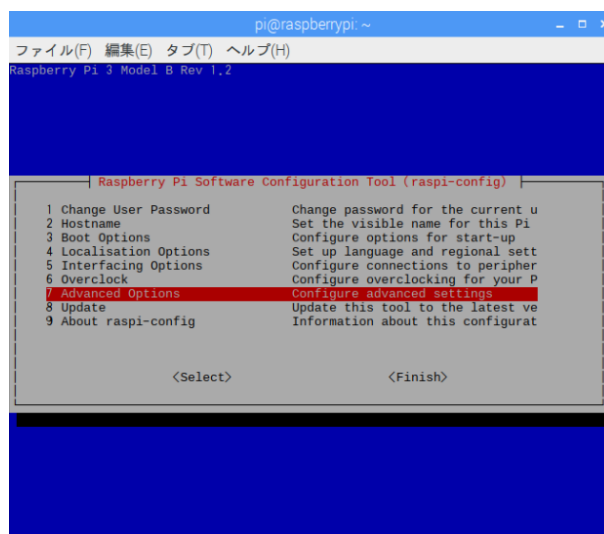 pi@raspberrypi: ~
ファイル(F) 編集(E) タブ(T) ヘルプ(H)
Raspberry Pi 3 Model B Rev 1.2
Raspberry Pi Software Configuration Tool (raspi-config)
1 Change User Password Change password for the current u
2 Hostname Set the visible name for this Pi
3 Boot Options Configure options for start-up
4 Localisation Options Set up language and regional sett
5 Interfacing Options Configure connections to peripher
6 Overclock Configure overclocking for your P
7 Advanced Options Configure advanced settings
8 Update Update this tool to the latest ve
9 About raspi-config Information about this configurat
<Select> <Finish>